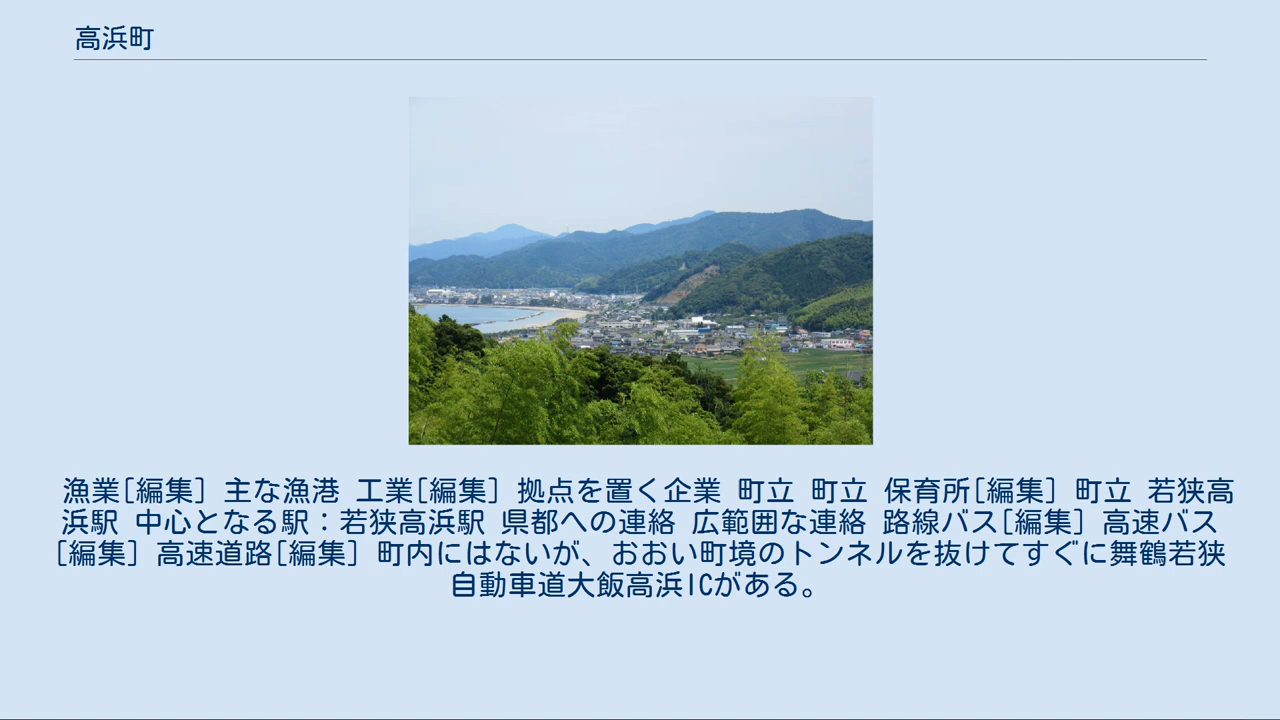 高浜町
漁業[編集] 主な漁港 工業[編集] 拠点を置く企業 町立 町立 保育所[編集] 町立 若狭高
浜駅 中心となる駅：若狭高浜駅 県都への連絡 広範囲な連絡 路線バス[編集] 高速バス
[編集] 高速道路[編集] 町内にはないが、おおい町境のトンネルを抜けてすぐに舞鶴若狭
自動車道大飯高浜ICがある。